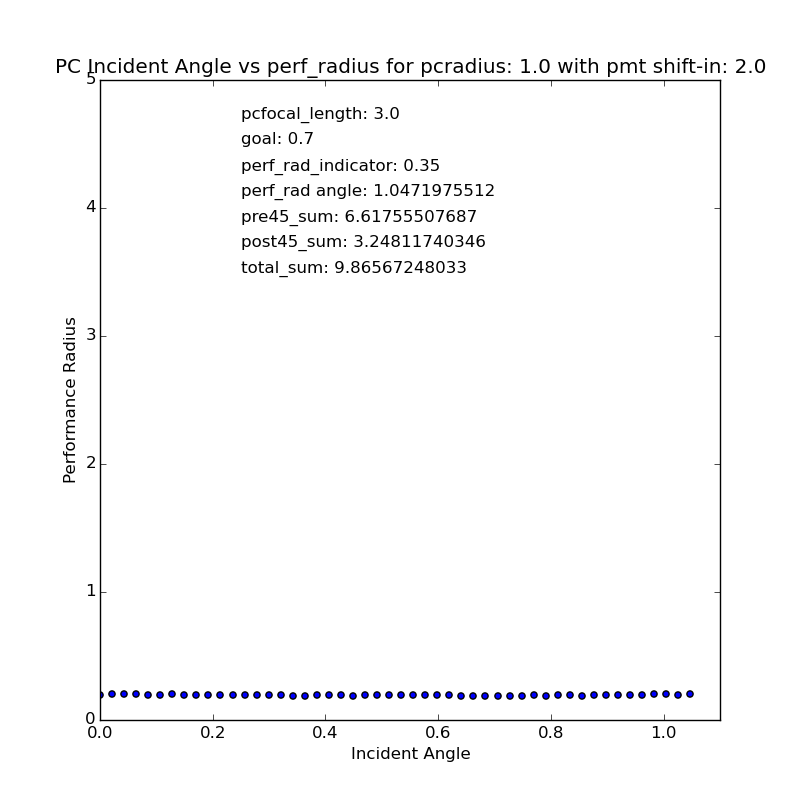 PC Incident Angle vs perf_radius for pcradius: 1.0 with pmt shift-in: 2.0
5
pcfocal_length: 3.0
goal: 0.7
perf_rad_indicator: 0.35
perf_rad angle: 1.0471975512
pre45_sum: 6.61755507687
post45_sum: 3.24811740346
total_sum: 9.86567248033
4
3
2
1
0
Performance Radius
0.0 0.2 0.4 0.6 0.8 1.0
Incident Angle